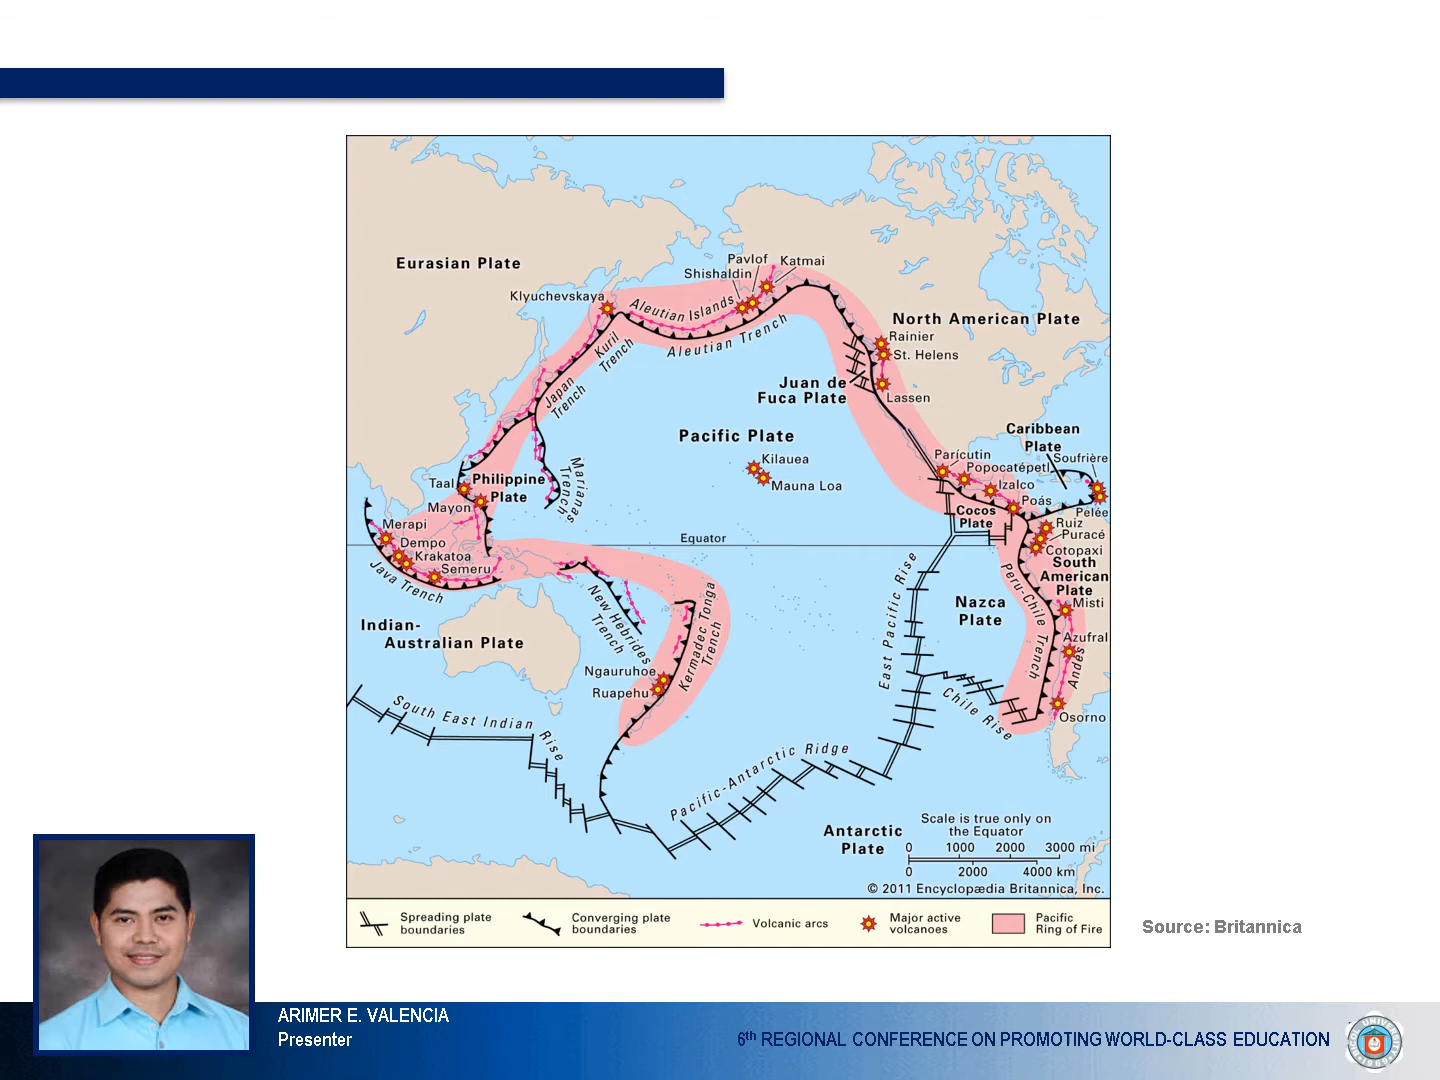 Eurasian Plate
Pavlof
Katmai
Shishaldin
Klyuchevskaya
Aleutian Islands
Aleutian Trench
Kuril
Trench
Japan
Trench
North American Plate
Rainier
St. Helens
Juan de
Fuca Plate
Lassen
Pacific Plate
Kilauea
Mauna Loa
Caribbean
Plate
Soufrière
Parícutin
Popocatépetl
Izalco
Poás
Pelée
Cocos
Plate
Ruiz
Puracé
Cotopaxi
South
American
Plate
Misti
Azufral
Andes
Osorno
Taal
Philippine
Plate
Mayon
Marianas
Trench
Merapi
Dempo
Krakatoa
Semeru
Java Trench
Equator
Indian-
Australian Plate
New Hebrides
Trench
Kermadec Tonga
Trench
Ngauruhoe
Ruapehu
East Pacific Rise
Nazca
Plate
Peru-Chile Trench
Chile Rise
South East Indian Rise
Pacific-Antarctic Ridge
Antarctic
Plate
Scale is true only on
the Equator
0 1000 2000 3000 mi
0 2000 4000 km
© 2011 Encyclopædia Britannica, Inc.
Spreading plate
boundaries
Converging plate
boundaries
Volcanic arcs
Major active
volcanoes
Pacific
Ring of Fire
Source: Britannica
ARIMER E. VALENCIA
Presenter
6th REGIONAL CONFERENCE ON PROMOTING WORLD-CLASS EDUCATION